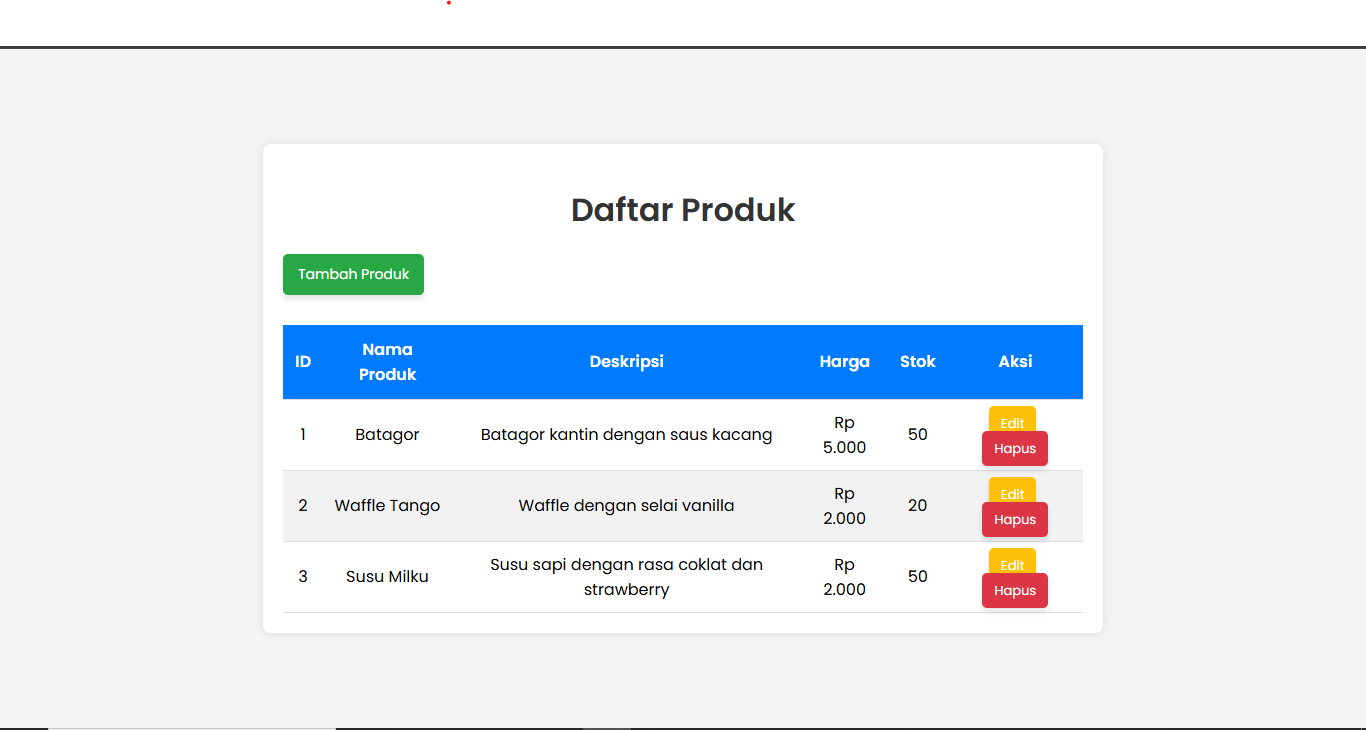 Daftar Produk
Tambah Produk
ID Nama Produk Deskripsi Harga Stok Aksi
1 Batagor Batagor kantin dengan saus kacang Rp 5.000 50 Edit Hapus
2 Waffle Tango Waffle dengan selai vanilla Rp 2.000 20 Edit Hapus
3 Susu Milku Susu sapi dengan rasa coklat dan strawberry Rp 2.000 50 Edit Hapus